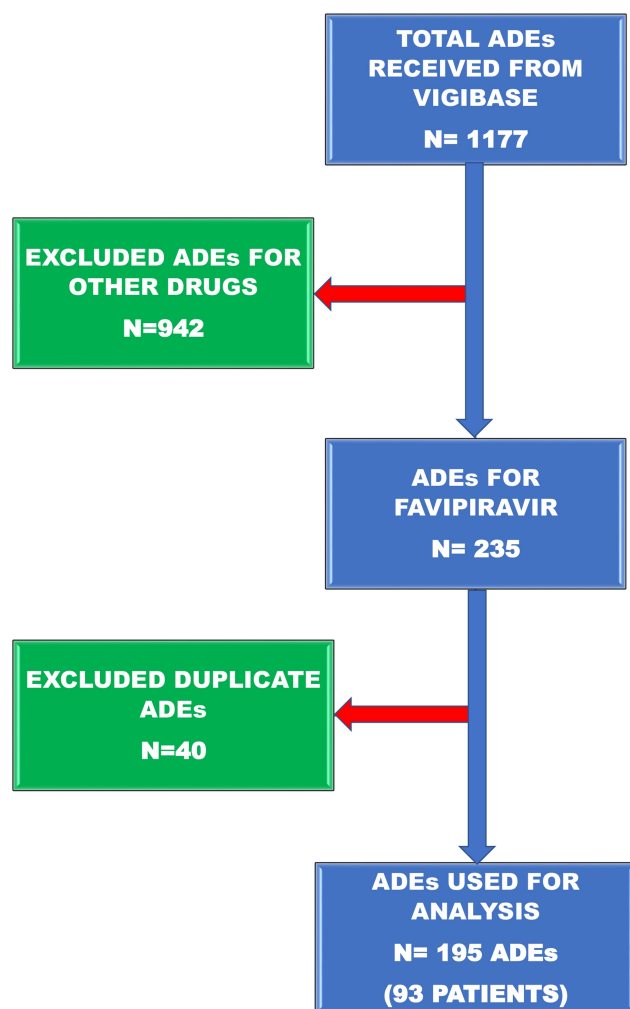 TOTAL ADEs
RECEIVED FROM
VIGIBASE
N= 1177
EXCLUDED ADEs FOR
OTHER DRUGS
N=942
ADEs FOR
FAVIPIRAVIR
N= 235
EXCLUDED DUPLICATE
ADEs
N=40
ADEs USED FOR
ANALYSIS
N= 195 ADEs
(93 PATIENTS)